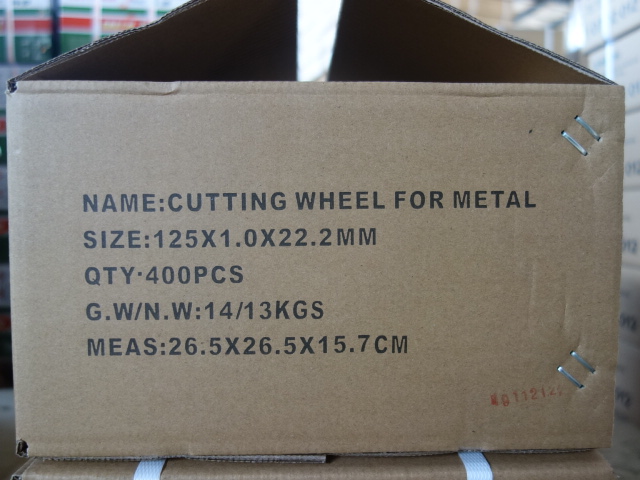 NAME:CUTTING WHEEL FOR METAL
SIZE:125X1.0X22.2MM
QTY·400PCS
G.W/N.W:14/13KGS
MEAS:26.5X26.5X15.7CM